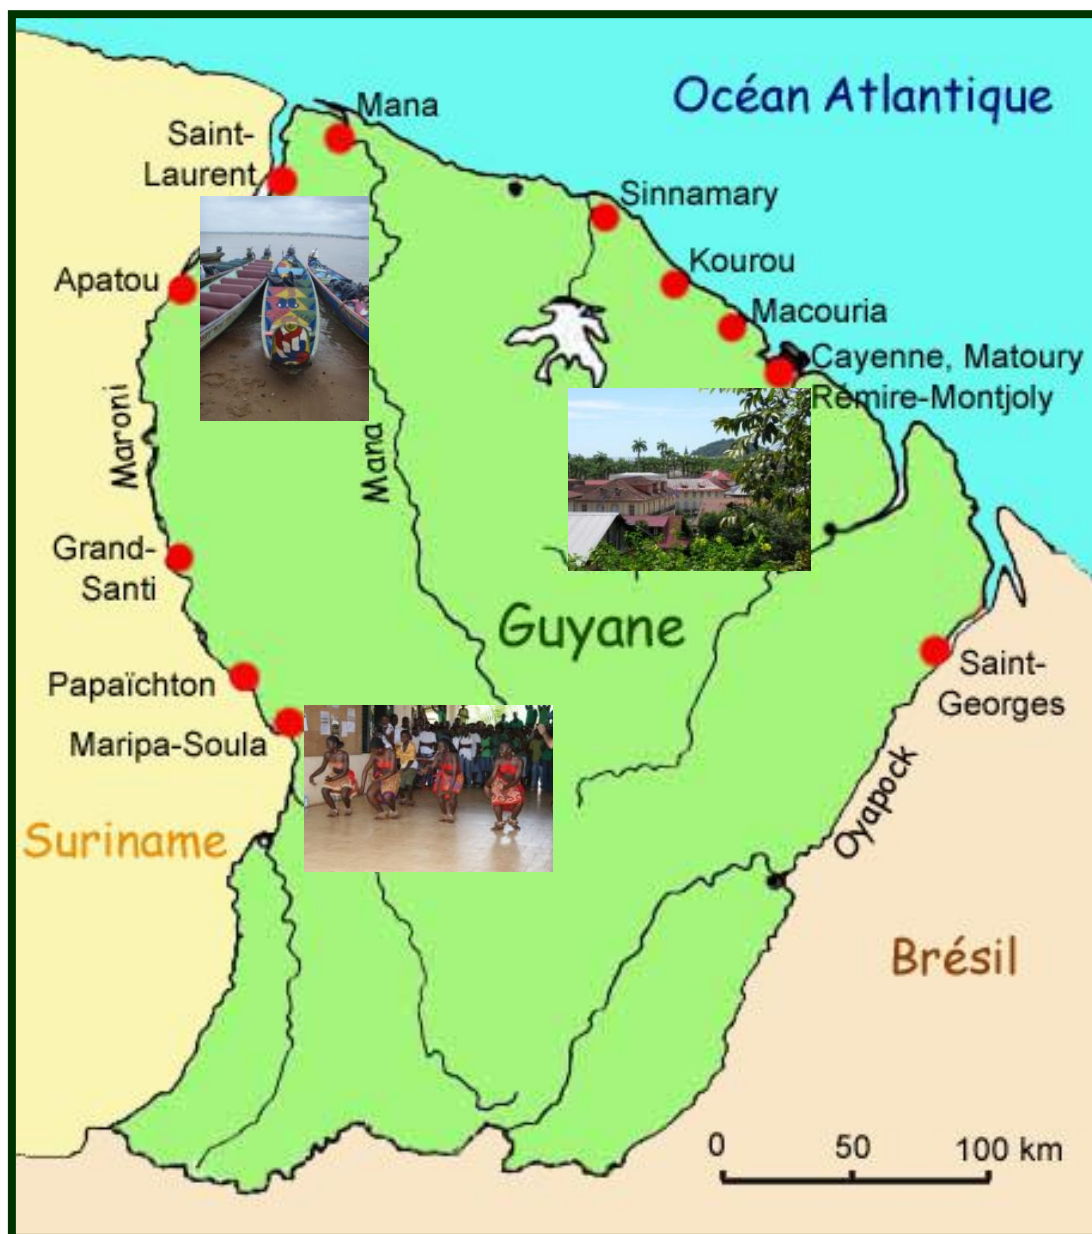 Océan Atlantique
Mana
Saint-
Laurent
Sinnamary
Apatou
Kourou
Macouria
Cayenne, Matoury
Rémire-Montjoly
Maroni
Mana
Grand-
Santi
Guyane
Papaïchton
Saint-
Georges
Maripa-Soula
Oyapock
Suriname
Brésil
0 50 100 km